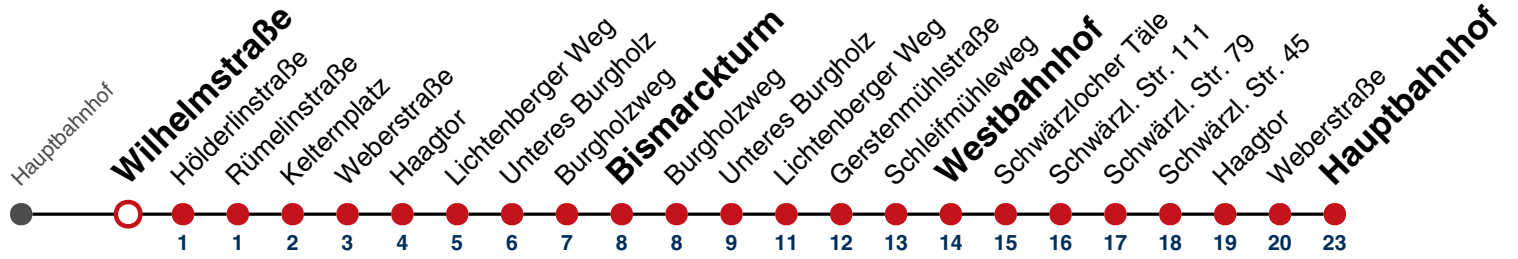 Hauptbahnhof
Wilhelmstraße
Hölderlinstraße
Rümelinstraße
Kelternplatz
Weberstraße
Haagtor
Lichtenberger Weg
Unteres Burgholz
Burgholzweg
Bismarckturm
Burgholzweg
Unteres Burgholz
Lichtenberger Weg
Gerstenmühlstraße
Schleifmühleweg
Westbahnhof
Schwärzlocher Täle
Schwärzl. Str. 111
Schwärzl. Str. 79
Schwärzl. Str. 45
Haagtor
Weberstraße
Hauptbahnhof
1 1 2 3 4 5 6 7 8 8 9 11 12 13 14 15 16 17 18 19 20 23